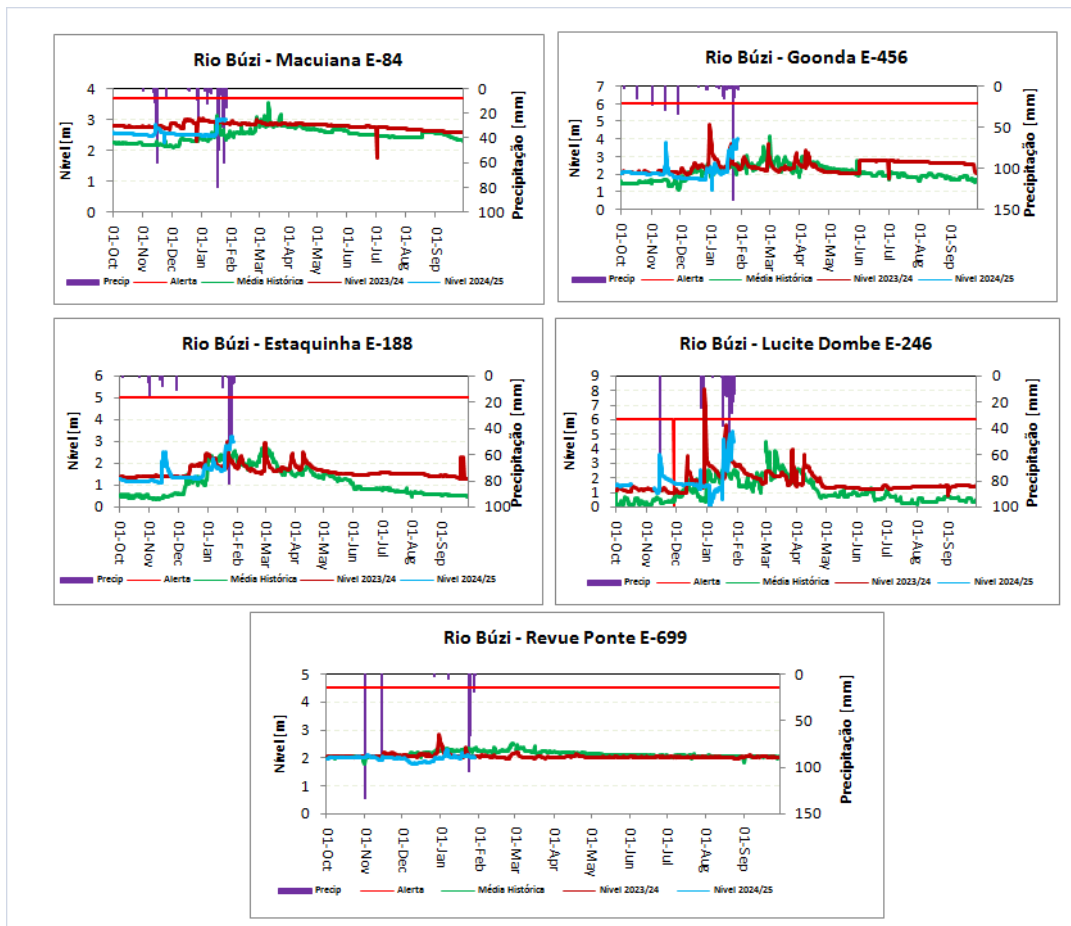 Rio Búzi - Macuiana E-84
Nível [m]
4
3
2
1
0
0
20
40
60
80
100
Precipitação [mm]
01-Oct
01-Nov
01-Dec
01-Jan
01-Feb
01-Mar
01-Apr
01-May
01-Jun
01-Jul
01-Aug
01-Sep
Precip Alerta Média Histórica Nivel 2023/24 Nivel 2024/25
Rio Búzi - Goonda E-456
Nível [m]
7
6
5
4
3
2
1
0
0
50
100
150
Precipitação [mm]
01-Oct
01-Nov
01-Dec
01-Jan
01-Feb
01-Mar
01-Apr
01-May
01-Jun
01-Jul
01-Aug
01-Sep
Precip Alerta Média Histórica Nivel 2023/24 Nivel 2024/25
Rio Búzi - Estaquinha E-188
Nível [m]
6
5
4
3
2
1
0
0
20
40
60
80
100
Precipitação [mm]
01-Oct
01-Nov
01-Dec
01-Jan
01-Feb
01-Mar
01-Apr
01-May
01-Jun
01-Jul
01-Aug
01-Sep
Precip Alerta Média Histórica Nivel 2023/24 Nivel 2024/25
Rio Búzi - Lucite Dombe E-246
Nível [m]
9
8
7
6
5
4
3
2
1
0
0
20
40
60
80
100
Precipitação [mm]
01-Oct
01-Nov
01-Dec
01-Jan
01-Feb
01-Mar
01-Apr
01-May
01-Jun
01-Jul
01-Aug
01-Sep
Precip Alerta Média Histórica Nivel 2023/24 Nivel 2024/25
Rio Búzi - Revue Ponte E-699
Nível [m]
5
4
3
2
1
0
0
50
100
150
Precipitação [mm]
01-Oct
01-Nov
01-Dec
01-Jan
01-Feb
01-Mar
01-Apr
01-May
01-Jun
01-Jul
01-Aug
01-Sep
Precip Alerta Média Histórica Nivel 2023/24 Nivel 2024/25